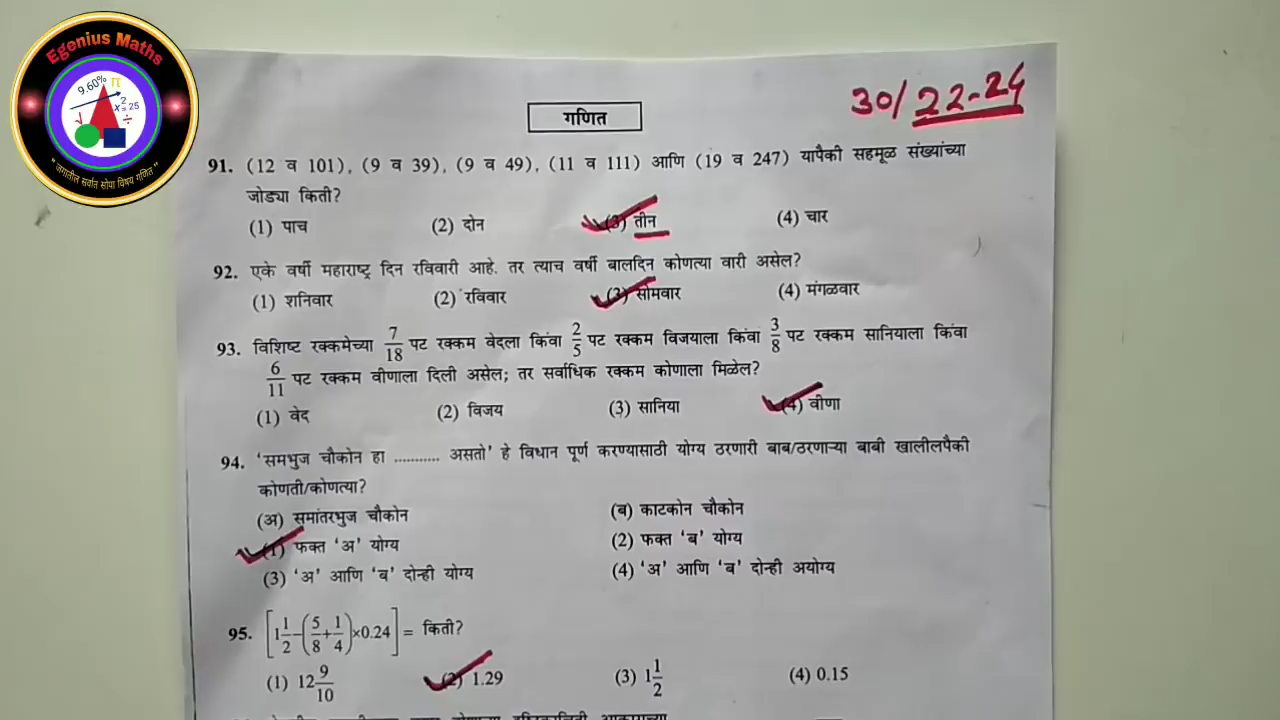 Egenius Maths
9.60% π
x²=25
√ ÷
"जगातील सर्वात सोपा विषय गणित"
30/22-24
गणित
91. (12 व 101), (9 व 39), (9 व 49), (11 व 111) आणि (19 व 247) यापैकी सहमूळ संख्यांच्या
जोड्या किती?
(1) पाच (2) दोन (3) तीन (4) चार
92. एके वर्षी महाराष्ट्र दिन रविवारी आहे. तर त्याच वर्षी बालदिन कोणत्या वारी असेल?
(1) शनिवार (2) रविवार (3) सोमवार (4) मंगळवार
93. विशिष्ट रक्कमेच्या 7/18 पट रक्कम वेदला किंवा 2/5 पट रक्कम विजयाला किंवा 3/8 पट रक्कम सानियाला किंवा
6/11 पट रक्कम वीणाला दिली असेल; तर सर्वाधिक रक्कम कोणाला मिळेल?
(1) वेद (2) विजय (3) सानिया (4) वीणा
94. 'समभुज चौकोन हा ........... असतो' हे विधान पूर्ण करण्यासाठी योग्य ठरणारी बाब/ठरणाऱ्या बाबी खालीलपैकी
कोणती/कोणत्या?
(अ) समांतरभुज चौकोन (ब) काटकोन चौकोन
(1) फक्त 'अ' योग्य (2) फक्त 'ब' योग्य
(3) 'अ' आणि 'ब' दोन्ही योग्य (4) 'अ' आणि 'ब' दोन्ही अयोग्य
95. [1 1/2 − (5/8 + 1/4) × 0.24] = किती?
(1) 12 9/10 (2) 1.29 (3) 1 1/2 (4) 0.15